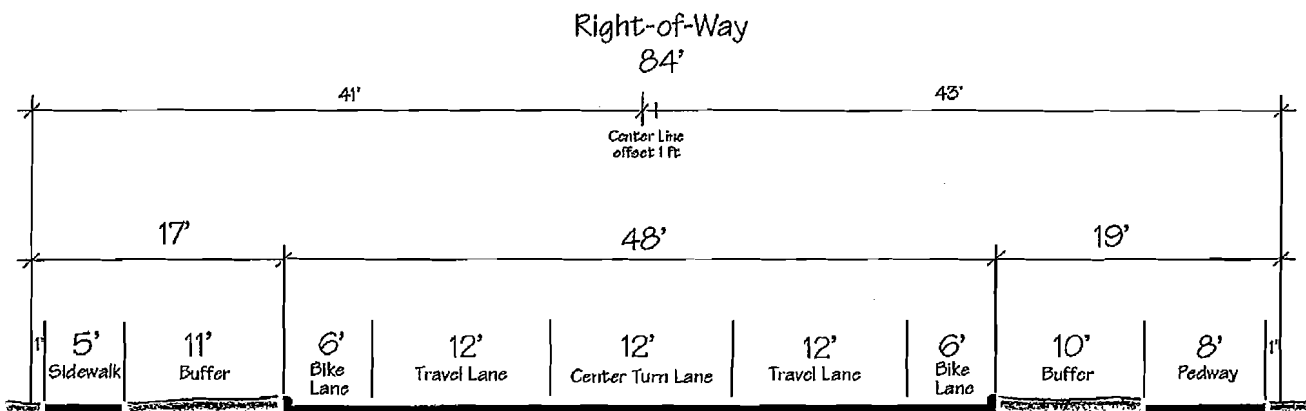 Right-of-Way
84'
41'
43'
Center Line
offset 1 ft
17'
48'
19'
1'
5'
Sidewalk
11'
Buffer
6'
Bike
Lane
12'
Travel Lane
12'
Center Turn Lane
12'
Travel Lane
6'
Bike
Lane
10'
Buffer
8'
Pedway
1'